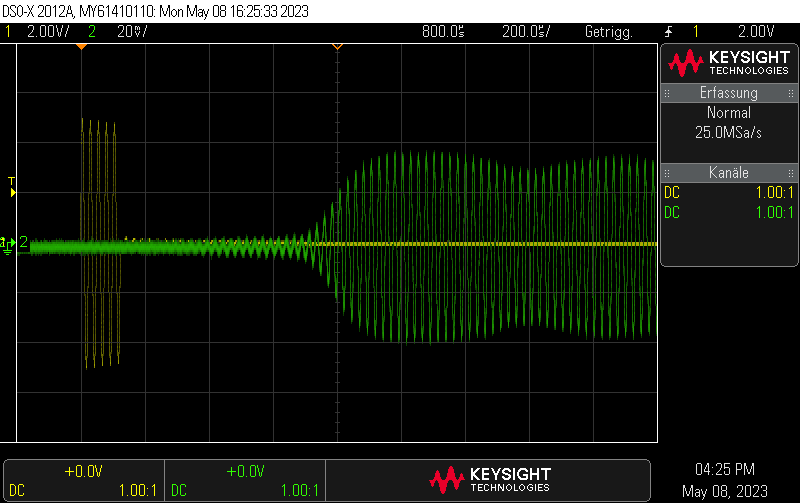 DSO-X 2012A, MY61410110: Mon May 08 16:25:33 2023
1 2.00V/ 2 20V/ 800.0s 200.0s/ Getrigg. 1 2.00V
KEYSIGHT
TECHNOLOGIES
Erfassung
Normal
25.0MSa/s
Kanäle
DC 1.00:1
DC 1.00:1
T
2
+0.0V
DC 1.00:1
+0.0V
DC 1.00:1
KEYSIGHT
TECHNOLOGIES
04:25 PM
May 08, 2023